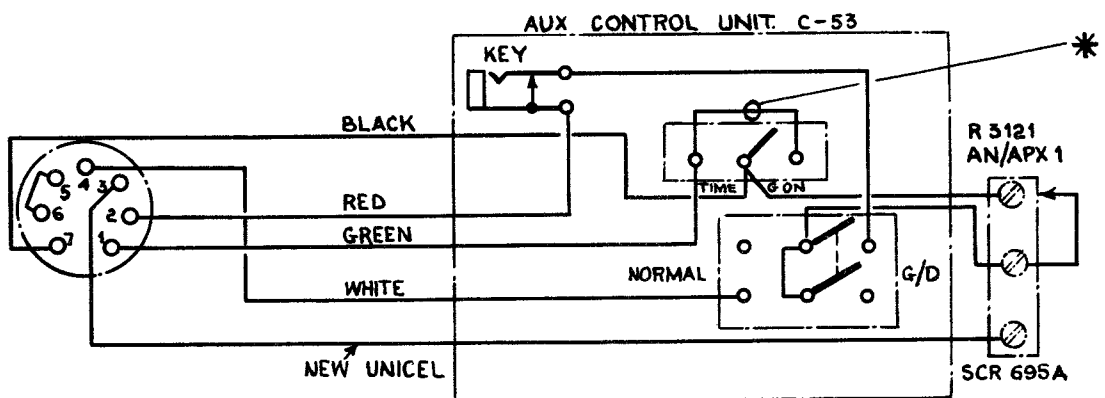 AUX CONTROL UNIT. C-53
*
KEY
BLACK
R 3121
AN/APX 1
TIME
G ON
5
4
3
6
2
7
1
RED
GREEN
NORMAL
G/D
WHITE
NEW UNICEL
SCR 695A